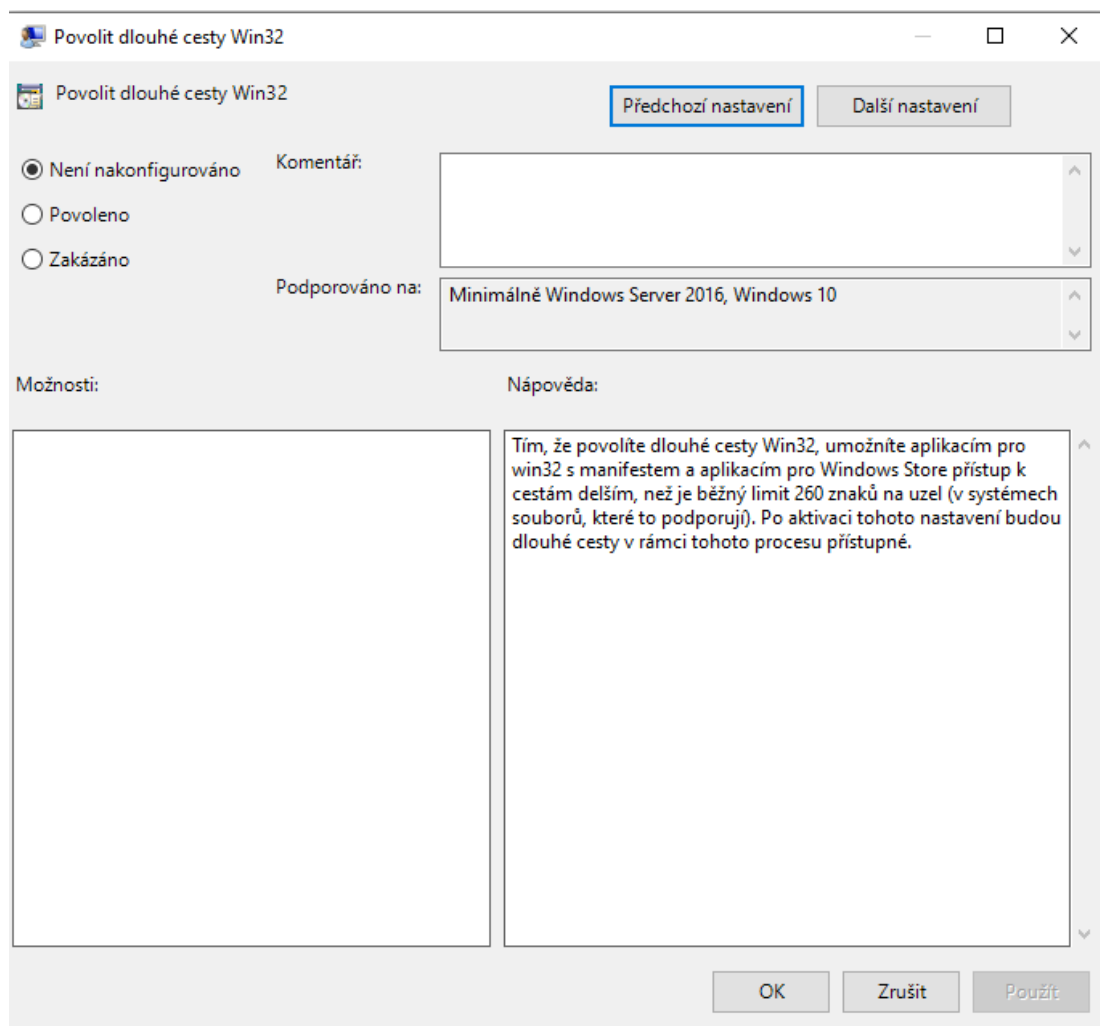 Povolit dlouhé cesty Win32
Povolit dlouhé cesty Win32
Předchozí nastavení
Další nastavení
Není nakonfigurováno
Povoleno
Zakázáno
Komentář:
Podporováno na:
Minimálně Windows Server 2016, Windows 10
Možnosti:
Nápověda:
Tím, že povolíte dlouhé cesty Win32, umožníte aplikacím pro
win32 s manifestem a aplikacím pro Windows Store přístup k
cestám delším, než je běžný limit 260 znaků na uzel (v systémech
souborů, které to podporují). Po aktivaci tohoto nastavení budou
dlouhé cesty v rámci tohoto procesu přístupné.
OK
Zrušit
Použít